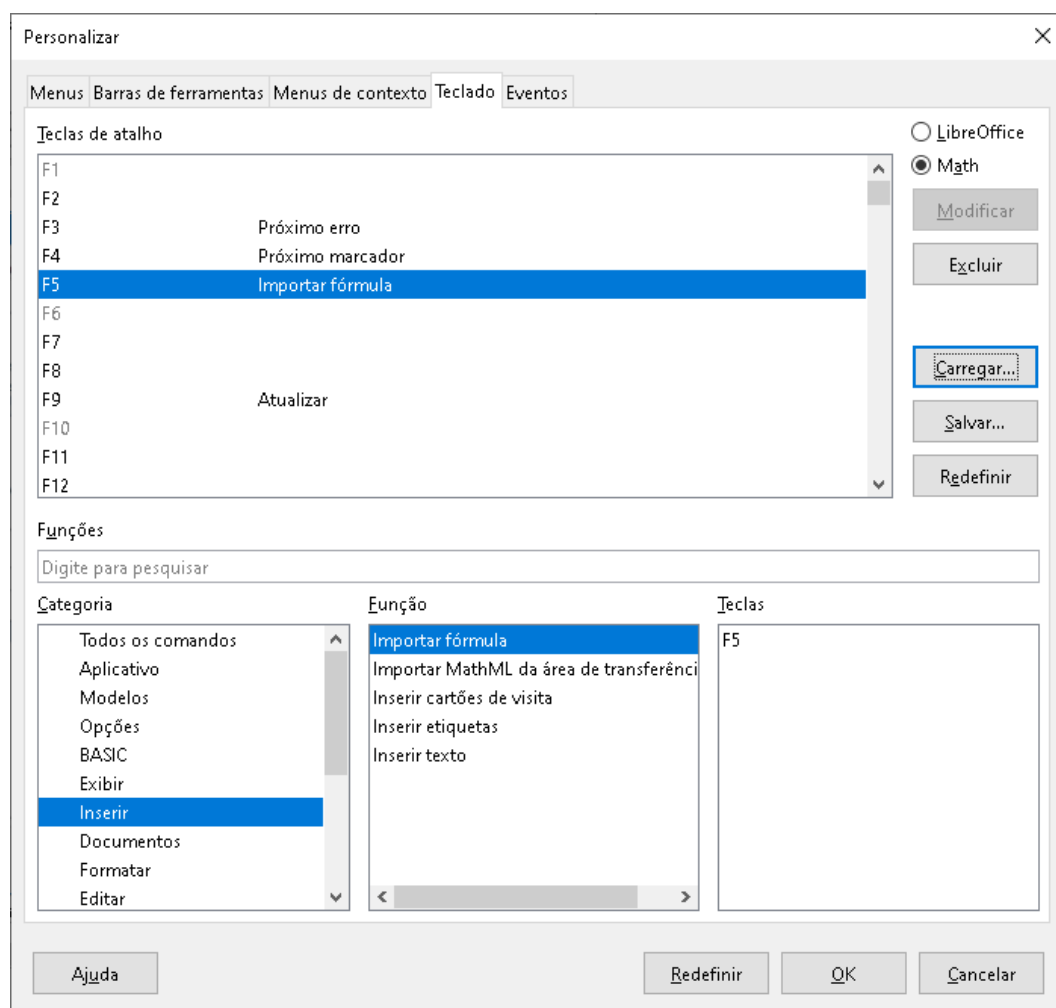 Personalizar
Menus Barras de ferramentas Menus de contexto Teclado Eventos
Teclas de atalho
LibreOffice
Math
F1
F2
F3 Próximo erro
F4 Próximo marcador
F5 Importar fórmula
F6
F7
F8
F9 Atualizar
F10
F11
F12
Modificar
Excluir
Carregar...
Salvar...
Redefinir
Funções
Digite para pesquisar
Categoria
Todos os comandos
Aplicativo
Modelos
Opções
BASIC
Exibir
Inserir
Documentos
Formatar
Editar
Função
Importar fórmula
Importar MathML da área de transferênci
Inserir cartões de visita
Inserir etiquetas
Inserir texto
Teclas
F5
Ajuda Redefinir OK Cancelar